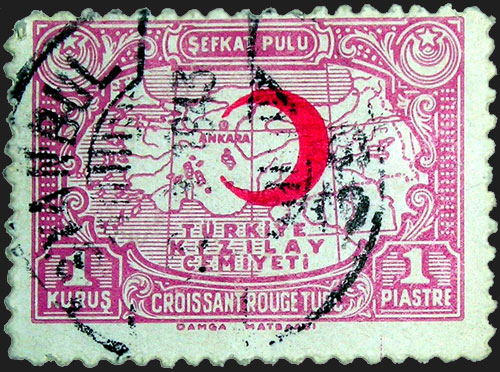 ŞEFKAT PULU
ANKARA
TÜRKİYE
KIZILAY
CEMİYETİ
1 1
KURUŞ CROISSANT ROUGE TURC PIASTRE
DAMGA MATBAASI